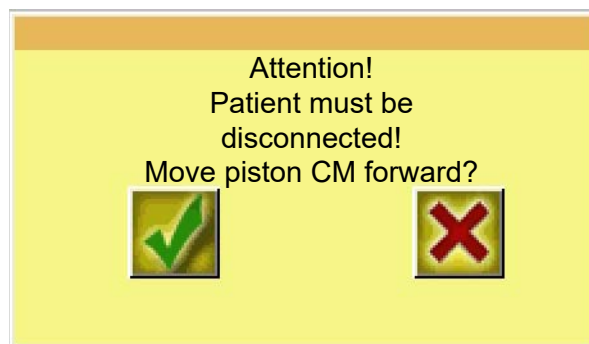 Attention!
Patient must be
disconnected!
Move piston CM forward?